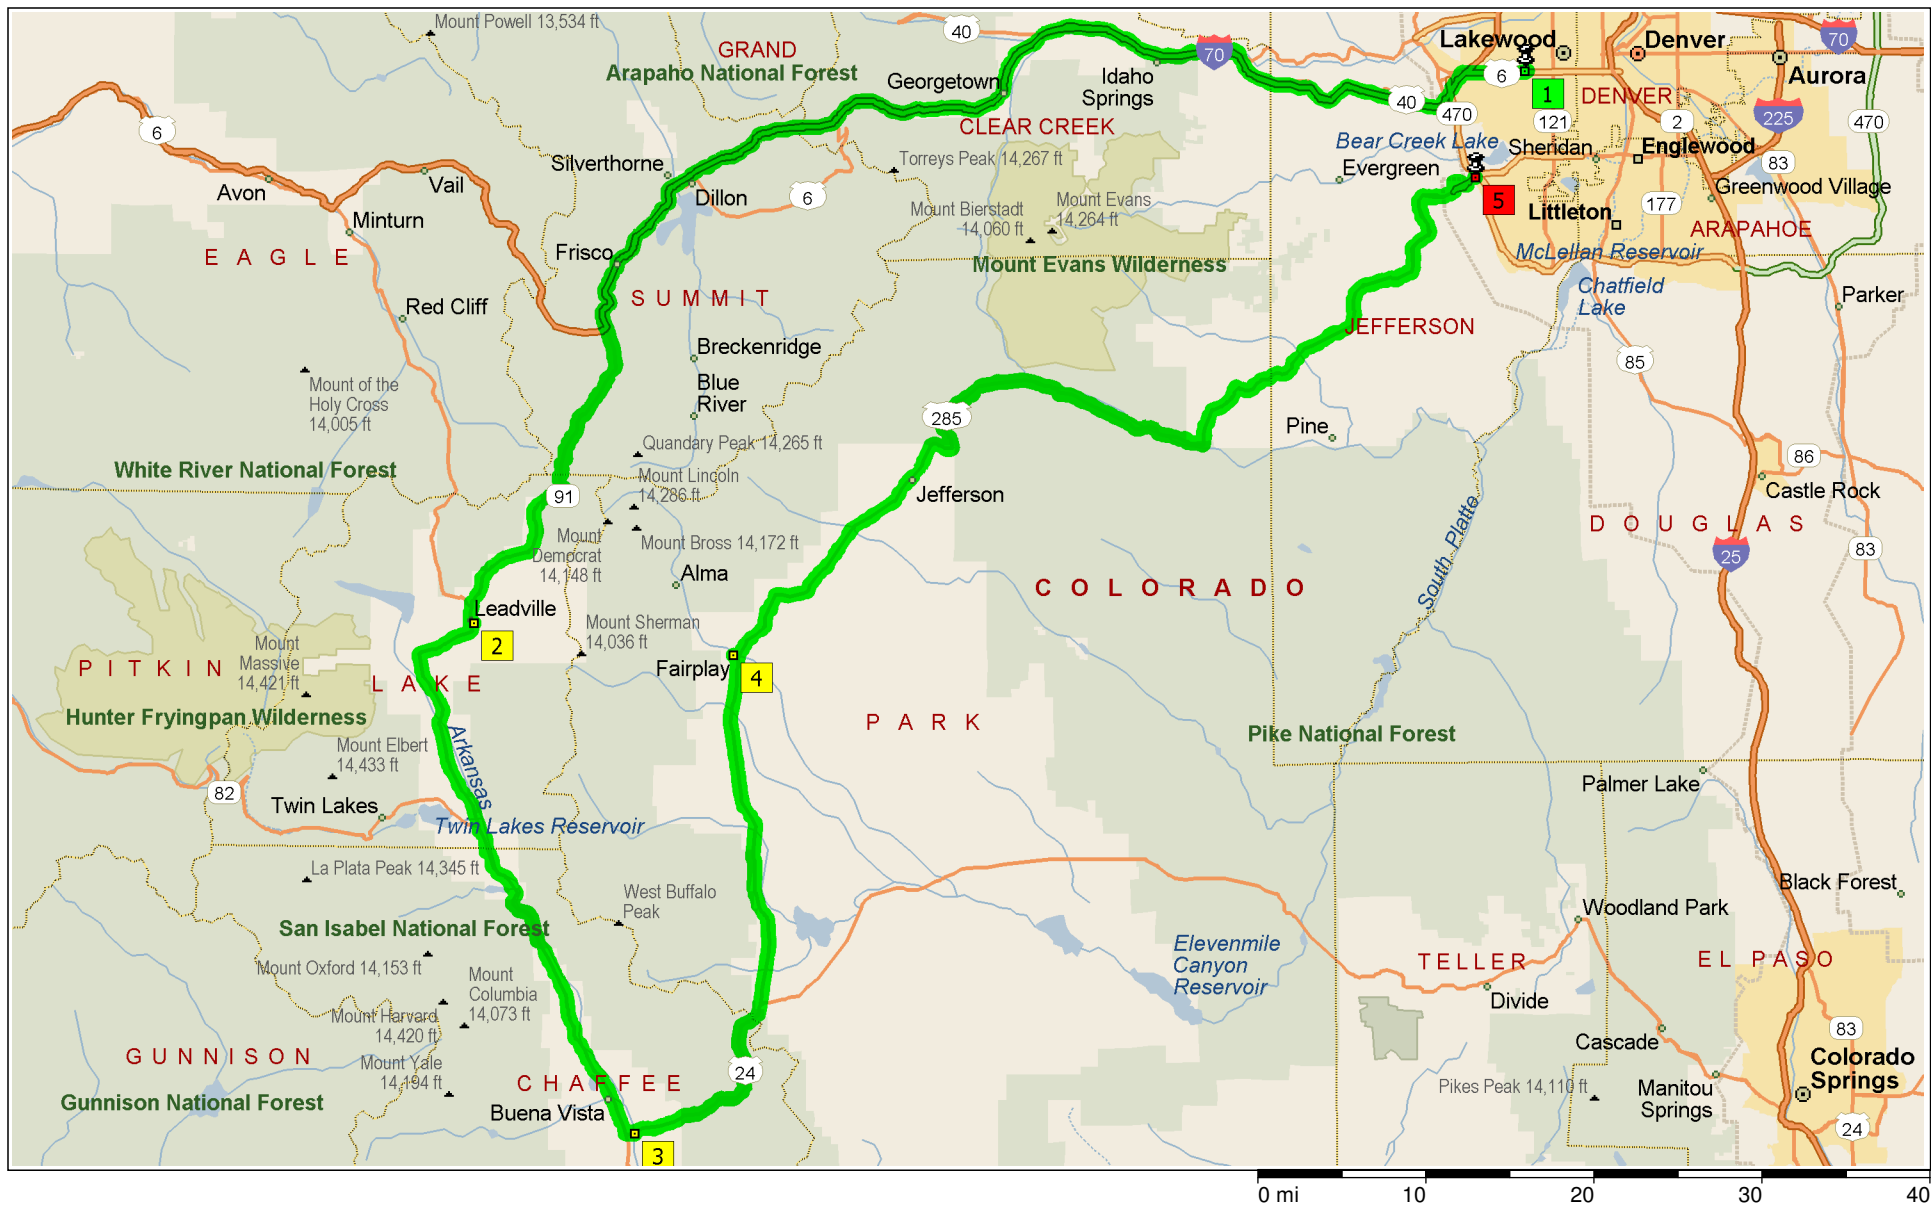 Mount Powell 13,534 ft
40
GRAND
Arapaho National Forest
Georgetown
Idaho
Springs
70
Lakewood
Denver
70
Aurora
6
1
DENVER
40
470
121
2
225
470
6
CLEAR CREEK
Bear Creek Lake
Sheridan
Englewood
83
Silverthorne
Torreys Peak 14,267 ft
Evergreen
Greenwood Village
Avon
Vail
Dillon
6
Mount Bierstadt
14,060 ft
Mount Evans
14,264 ft
5
Littleton
177
ARAPAHOE
Minturn
EAGLE
Frisco
Mount Evans Wilderness
McLellan Reservoir
Chatfield
Lake
Parker
Red Cliff
SUMMIT
JEFFERSON
Breckenridge
85
Mount of the
Holy Cross
14,005 ft
Blue
River
285
Pine
Quandary Peak 14,265 ft
86
White River National Forest
Mount Lincoln
14,286 ft
91
Jefferson
Castle Rock
DOUGLAS
Mount
Democrat
14,148 ft
Mount Bross 14,172 ft
South Platte
25
83
Alma
COLORADO
Leadville
2
Mount Sherman
14,036 ft
Mount
Massive
14,421 ft
PITKIN
LAKE
Fairplay
4
Hunter Fryingpan Wilderness
PARK
Pike National Forest
Arkansas
Mount Elbert
14,433 ft
82
Twin Lakes
Palmer Lake
Twin Lakes Reservoir
La Plata Peak 14,345 ft
West Buffalo
Peak
Black Forest
Woodland Park
San Isabel National Forest
Elevenmile
Canyon
Reservoir
TELLER
EL PASO
Mount Oxford 14,153 ft
Mount
Columbia
14,073 ft
Divide
Mount Harvard
14,420 ft
83
Cascade
GUNNISON
Mount Yale
14,194 ft
24
Colorado
Springs
CHAFFEE
Pikes Peak 14,110 ft
Manitou
Springs
Gunnison National Forest
Buena Vista
24
3
0 mi
10
20
30
40